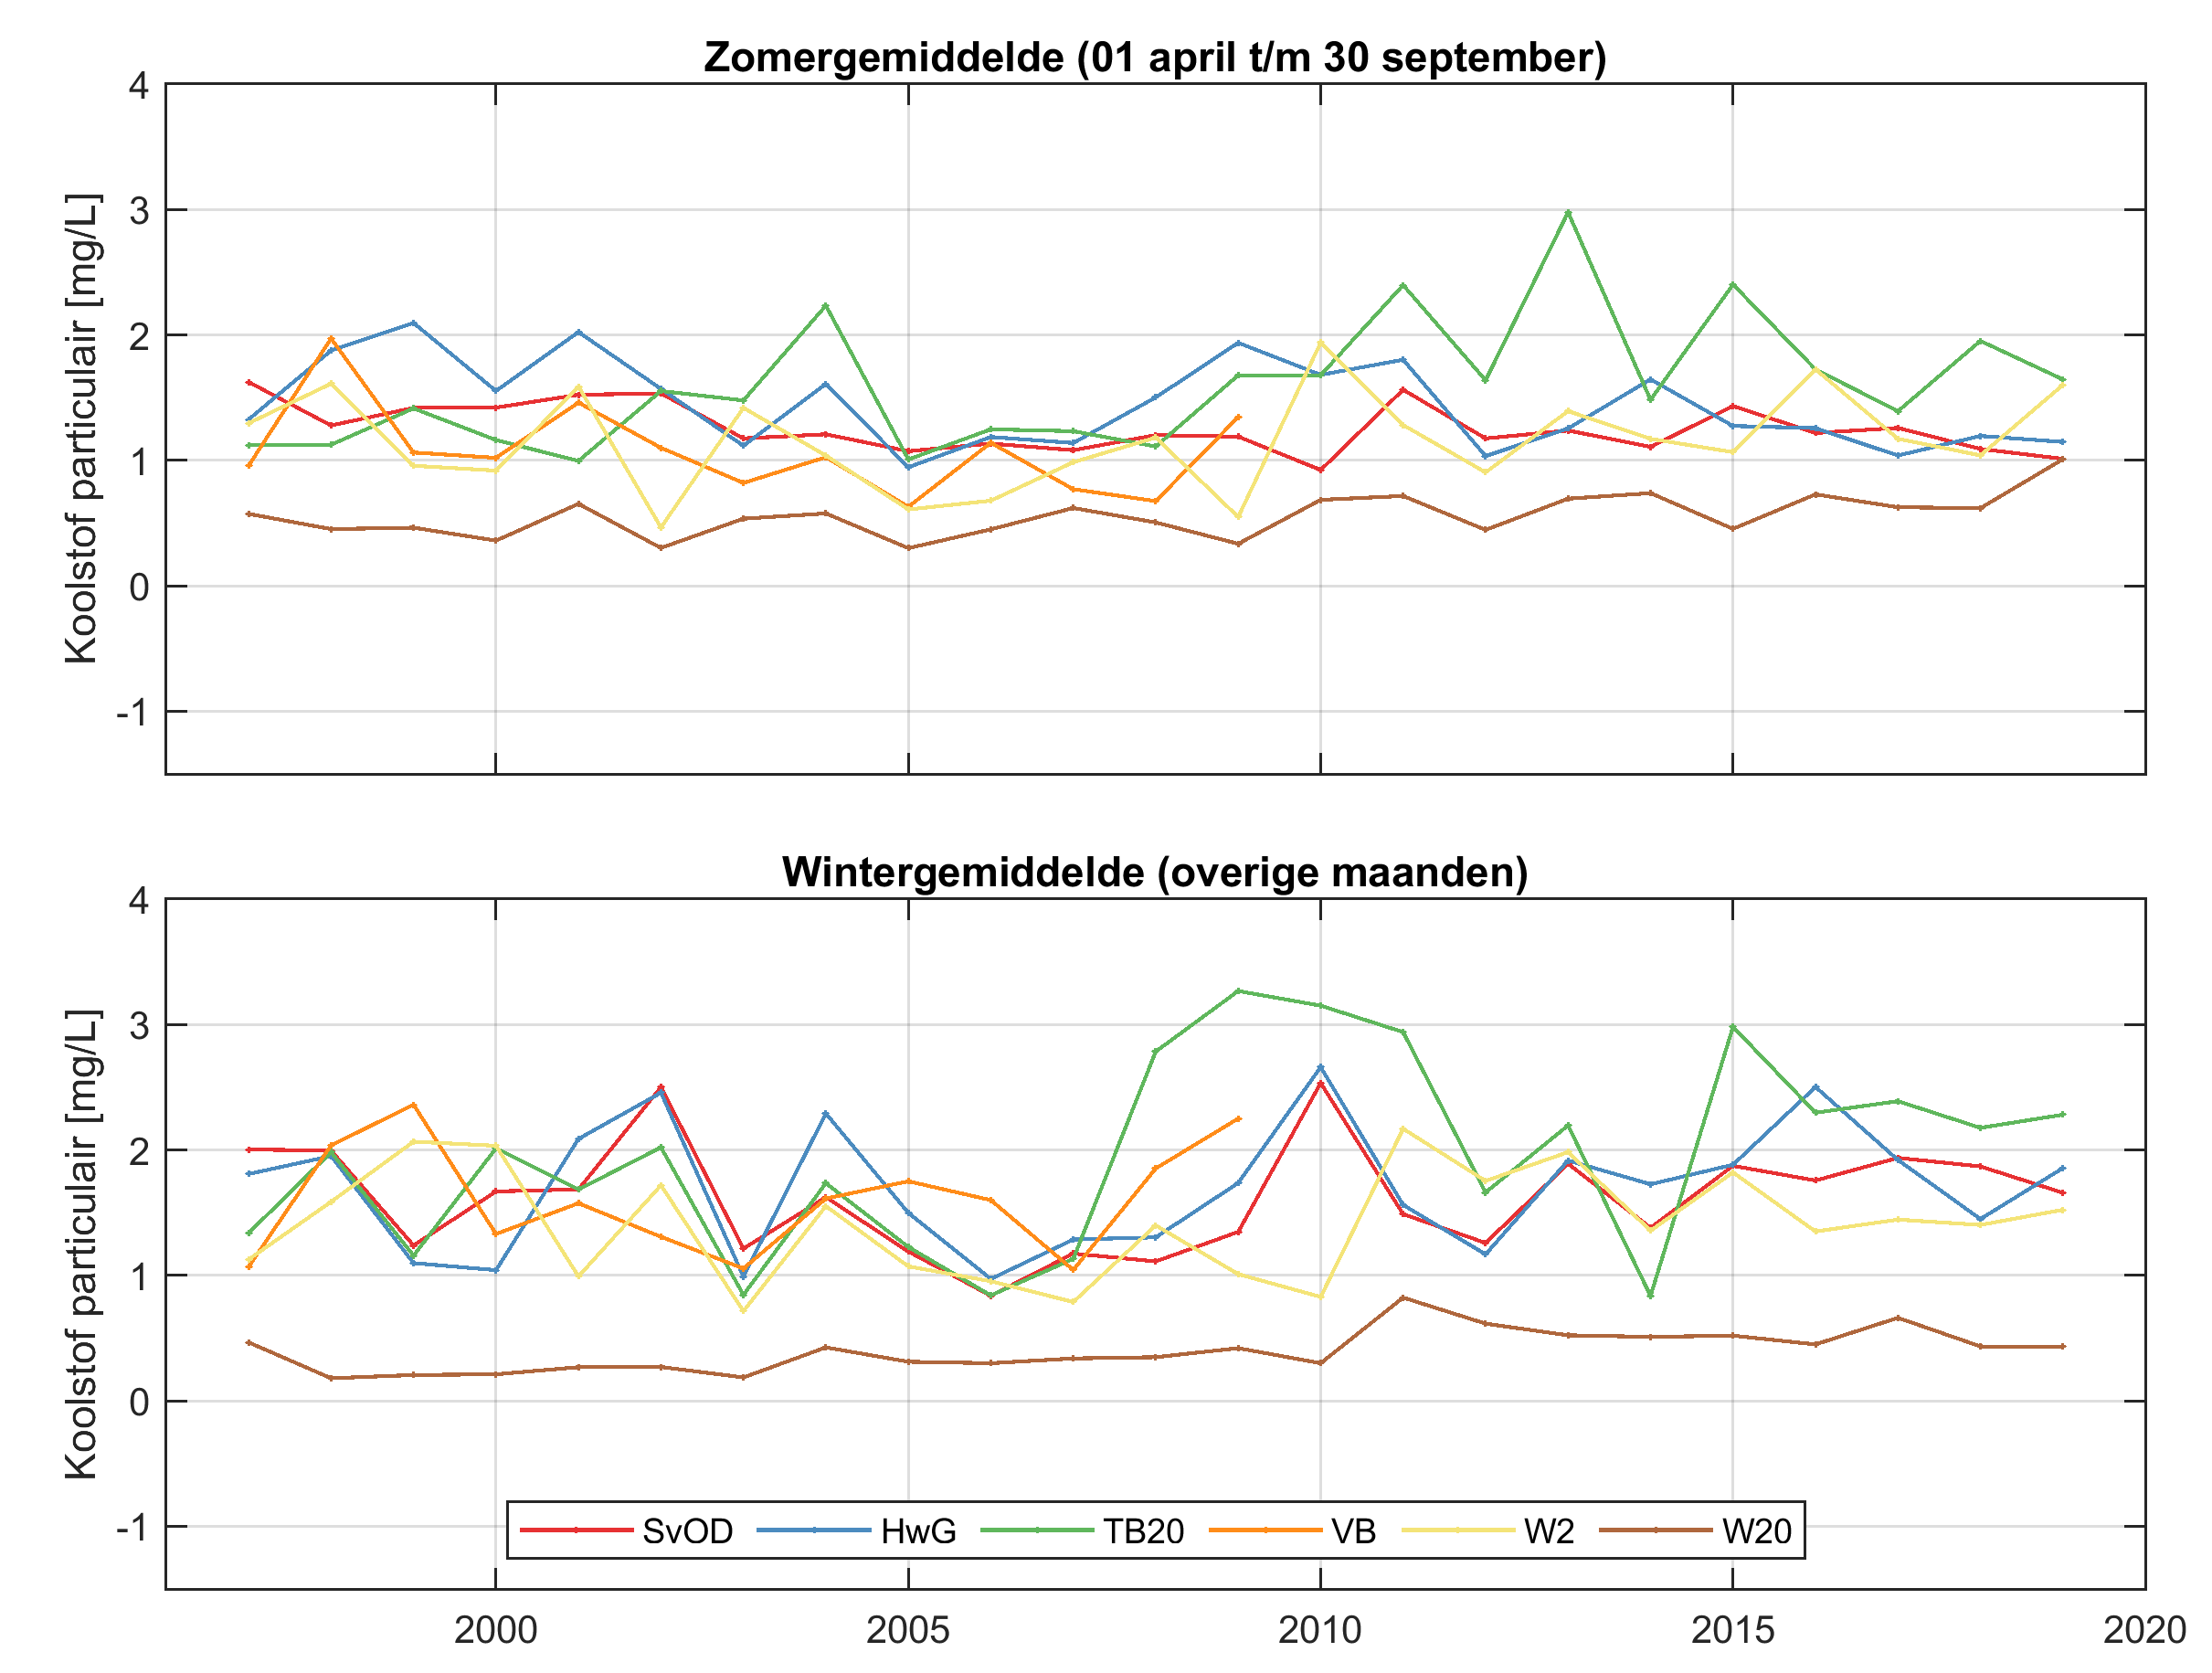 Zomergemiddelde (01 april t/m 30 september)
4
3
2
1
0
-1
Koolstof particulair [mg/L]
Wintergemiddelde (overige maanden)
4
3
2
1
0
-1
Koolstof particulair [mg/L]
SvOD HwG TB20 VB W2 W20
2000 2005 2010 2015 2020